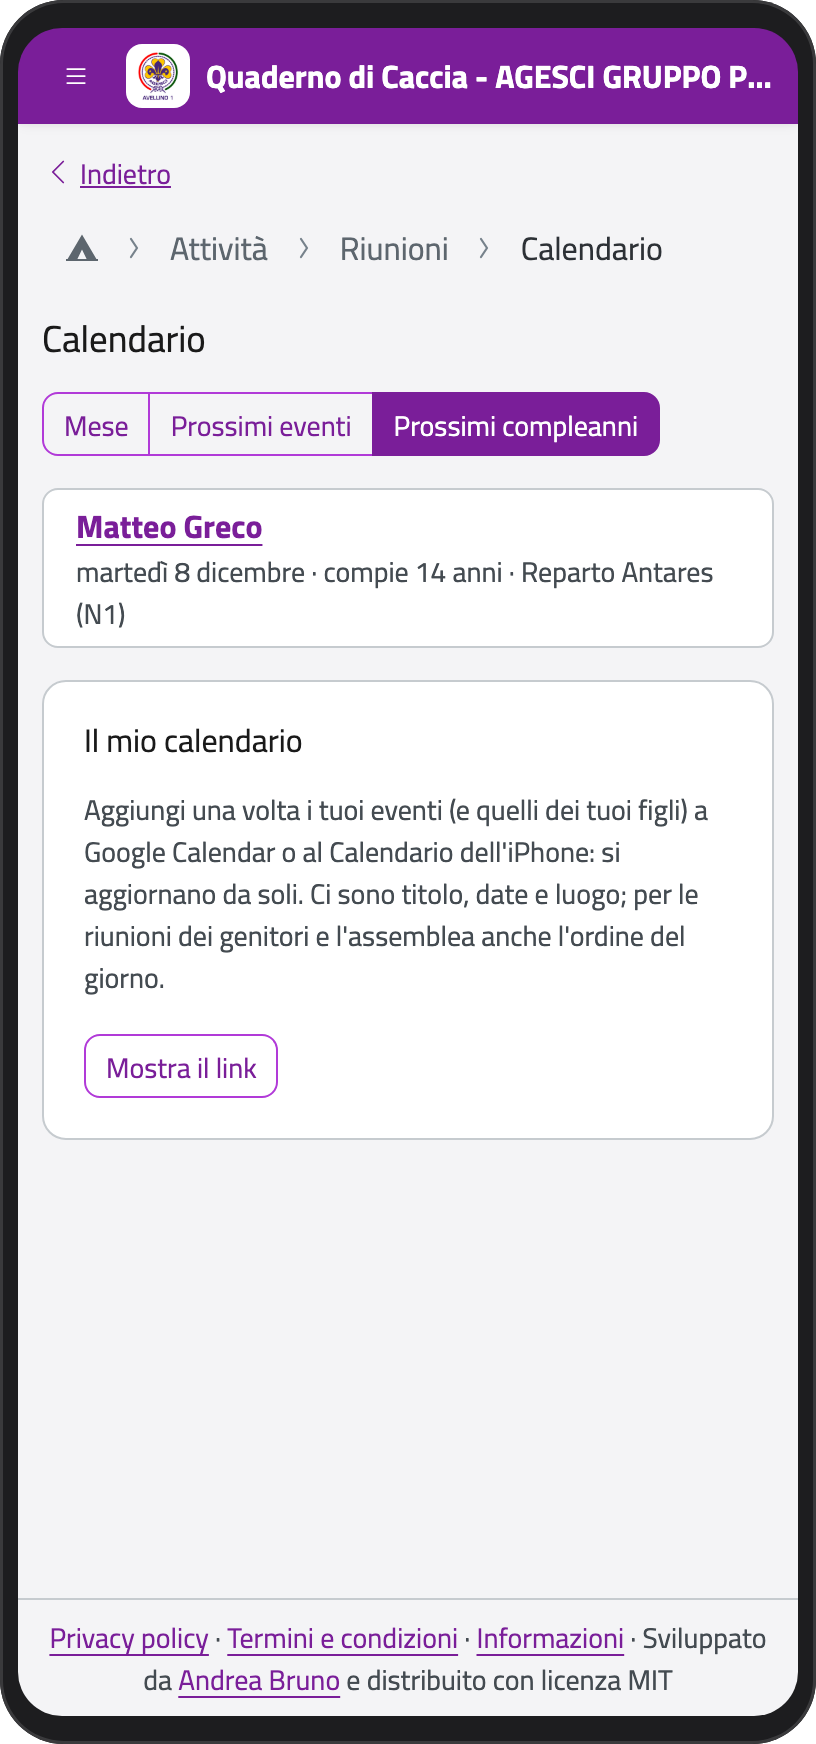 AVELLINO 1
Quaderno di Caccia - AGESCI GRUPPO P...
Indietro
Attività
Riunioni
Calendario
Calendario
Mese
Prossimi eventi
Prossimi compleanni
Matteo Greco
martedì 8 dicembre · compie 14 anni · Reparto Antares
(N1)
Il mio calendario
Aggiungi una volta i tuoi eventi (e quelli dei tuoi figli) a
Google Calendar o al Calendario dell'iPhone: si
aggiornano da soli. Ci sono titolo, date e luogo; per le
riunioni dei genitori e l'assemblea anche l'ordine del
giorno.
Mostra il link
Privacy policy · Termini e condizioni · Informazioni · Sviluppato
da Andrea Bruno e distribuito con licenza MIT